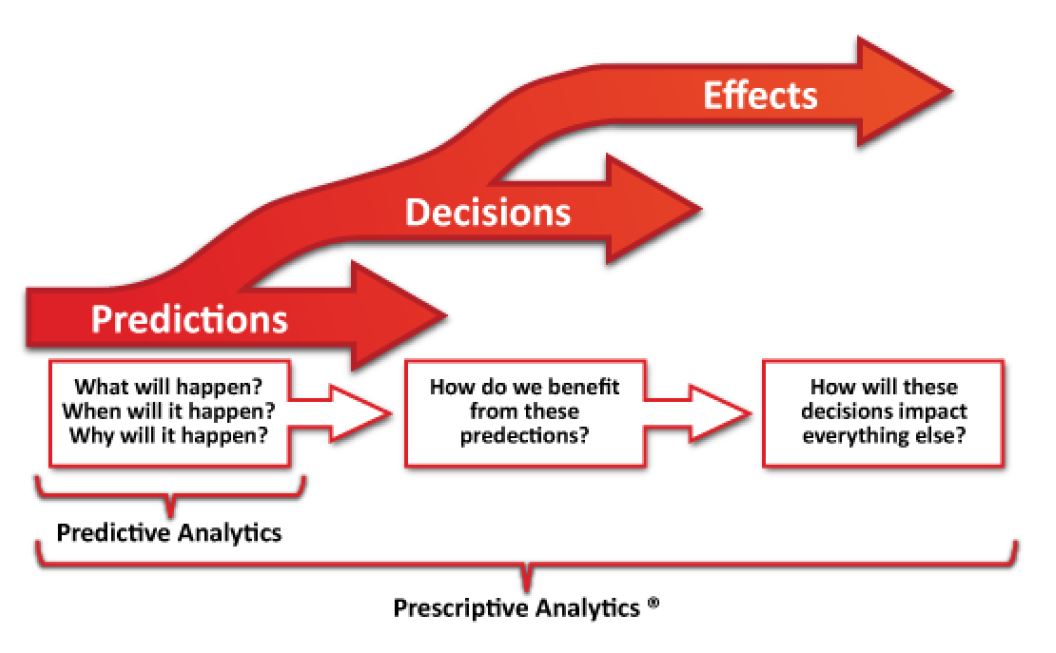 Effects
Decisions
Predictions
What will happen?
When will it happen?
Why will it happen?
How do we benefit
from these
predections?
How will these
decisions impact
everything else?
Predictive Analytics
Prescriptive Analytics ®